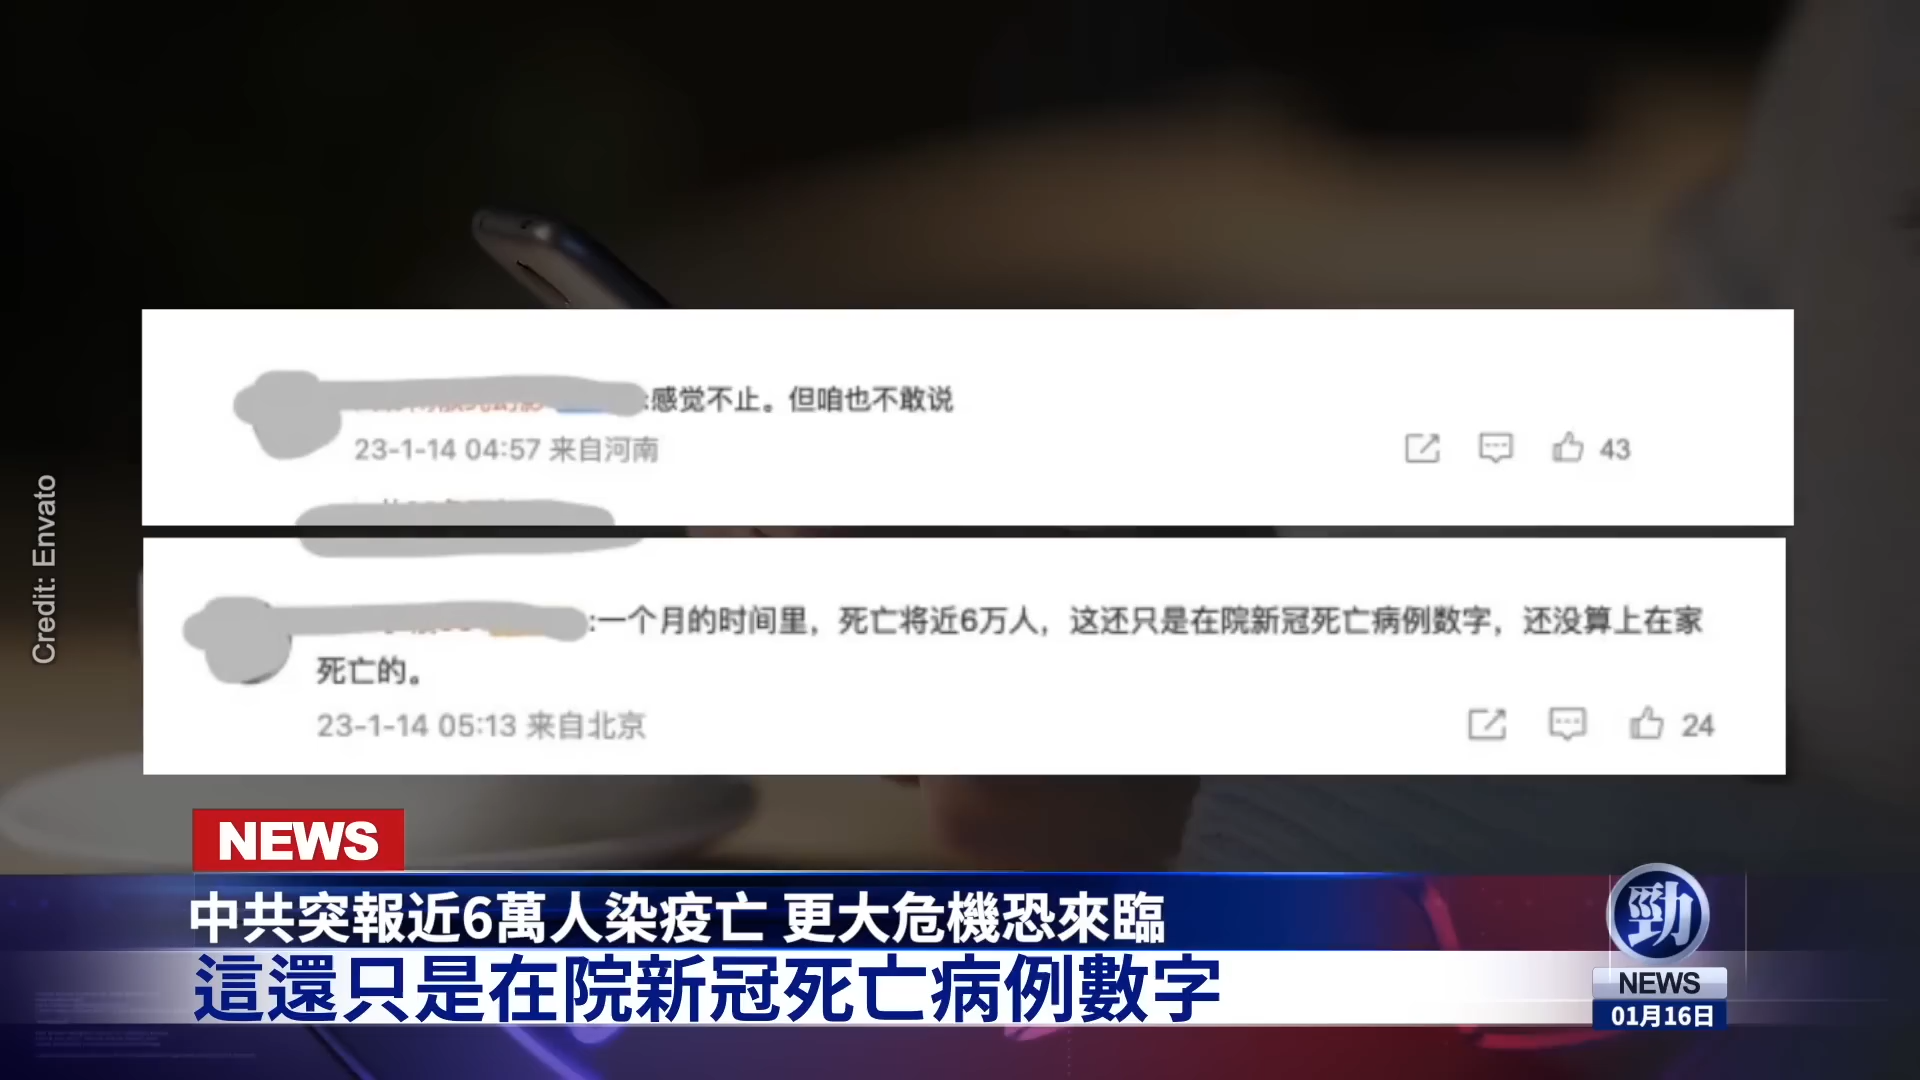 :感觉不止。但咱也不敢说
23-1-14 04:57 来自河南
43
:一个月的时间里，死亡将近6万人，这还只是在院新冠死亡病例数字，还没算上在家
死亡的。
23-1-14 05:13 来自北京
24
Credit: Envato
NEWS
中共突報近6萬人染疫亡 更大危機恐來臨
這還只是在院新冠死亡病例數字
勁
NEWS
01月16日